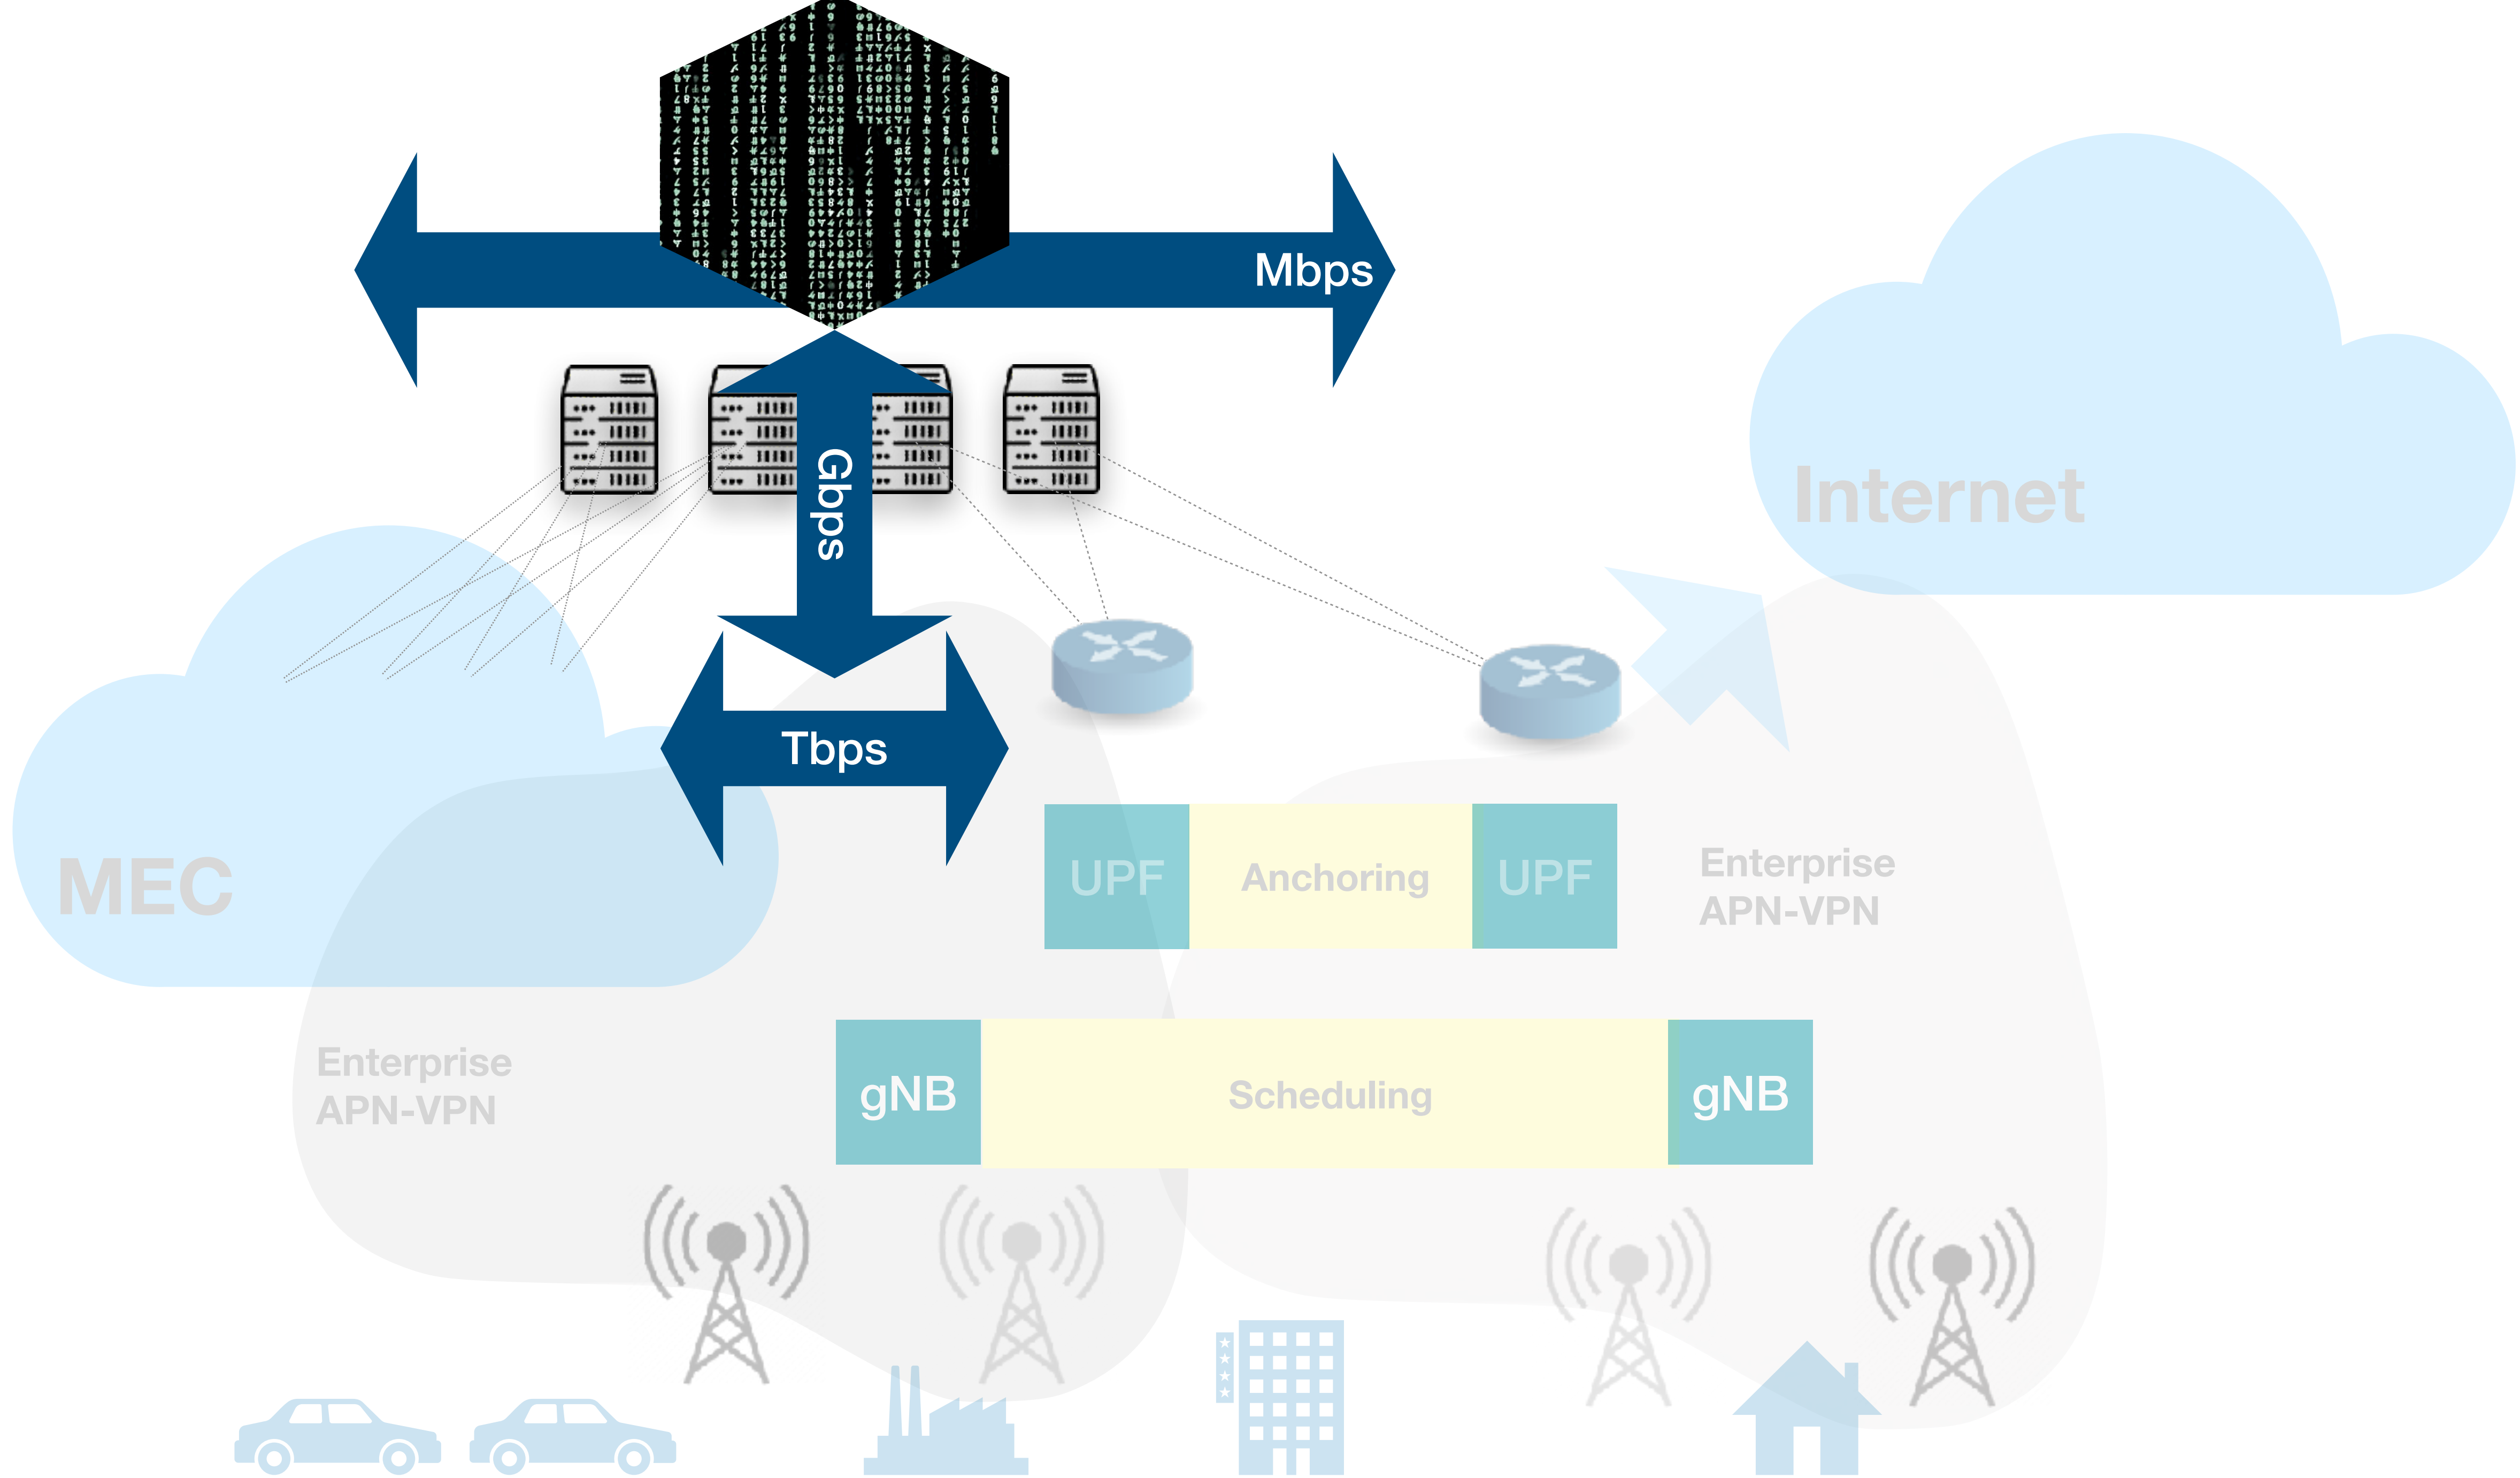 Mbps
Gbps
Internet
Tbps
MEC
UPF
Anchoring
UPF
Enterprise
APN-VPN
Enterprise
APN-VPN
gNB
Scheduling
gNB